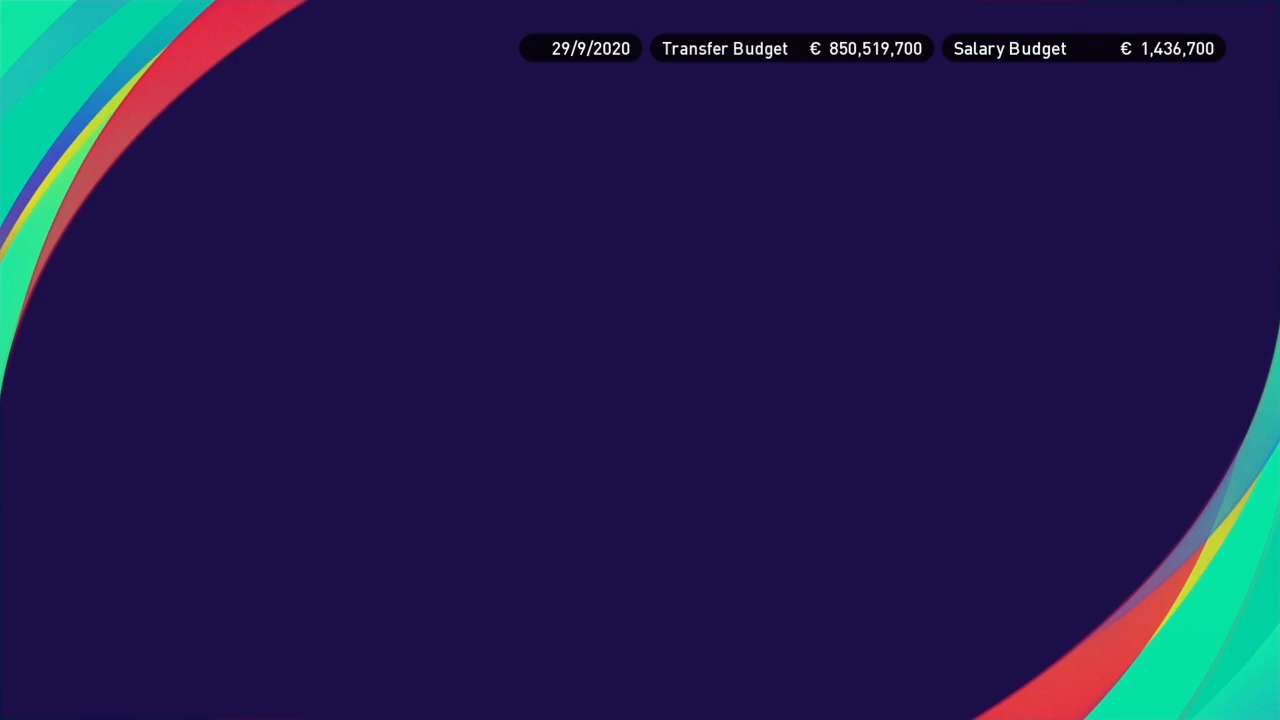 29/9/2020 Transfer Budget € 850,519,700 Salary Budget € 1,436,700